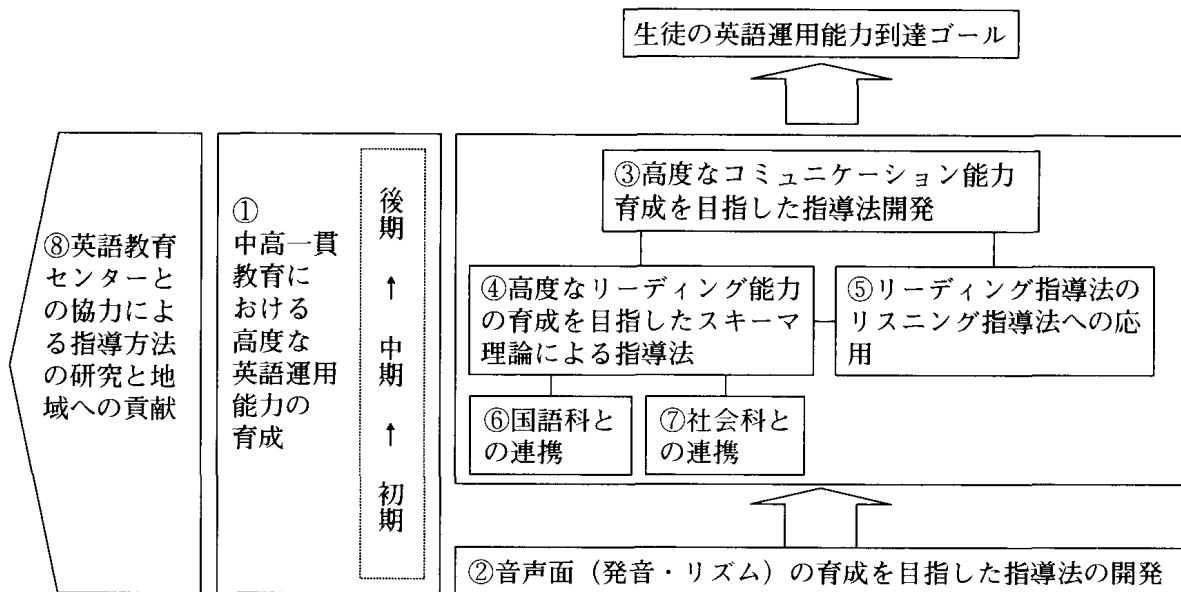 生徒の英語運用能力到達ゴール
⑧英語教育
センターと
の協力によ
る指導方法
の研究と地
域への貢献
①
中高一貫
教育に
おける
高度な
英語運用
能力の
育成
後期
↑
中期
↑
初期
③高度なコミュニケーション能力
育成を目指した指導法開発
④高度なリーディング能力
の育成を目指したスキーマ
理論による指導法
⑤リーディング指導法の
リスニング指導法への応
用
⑥国語科と
の連携
⑦社会科と
の連携
②音声面（発音・リズム）の育成を目指した指導法の開発